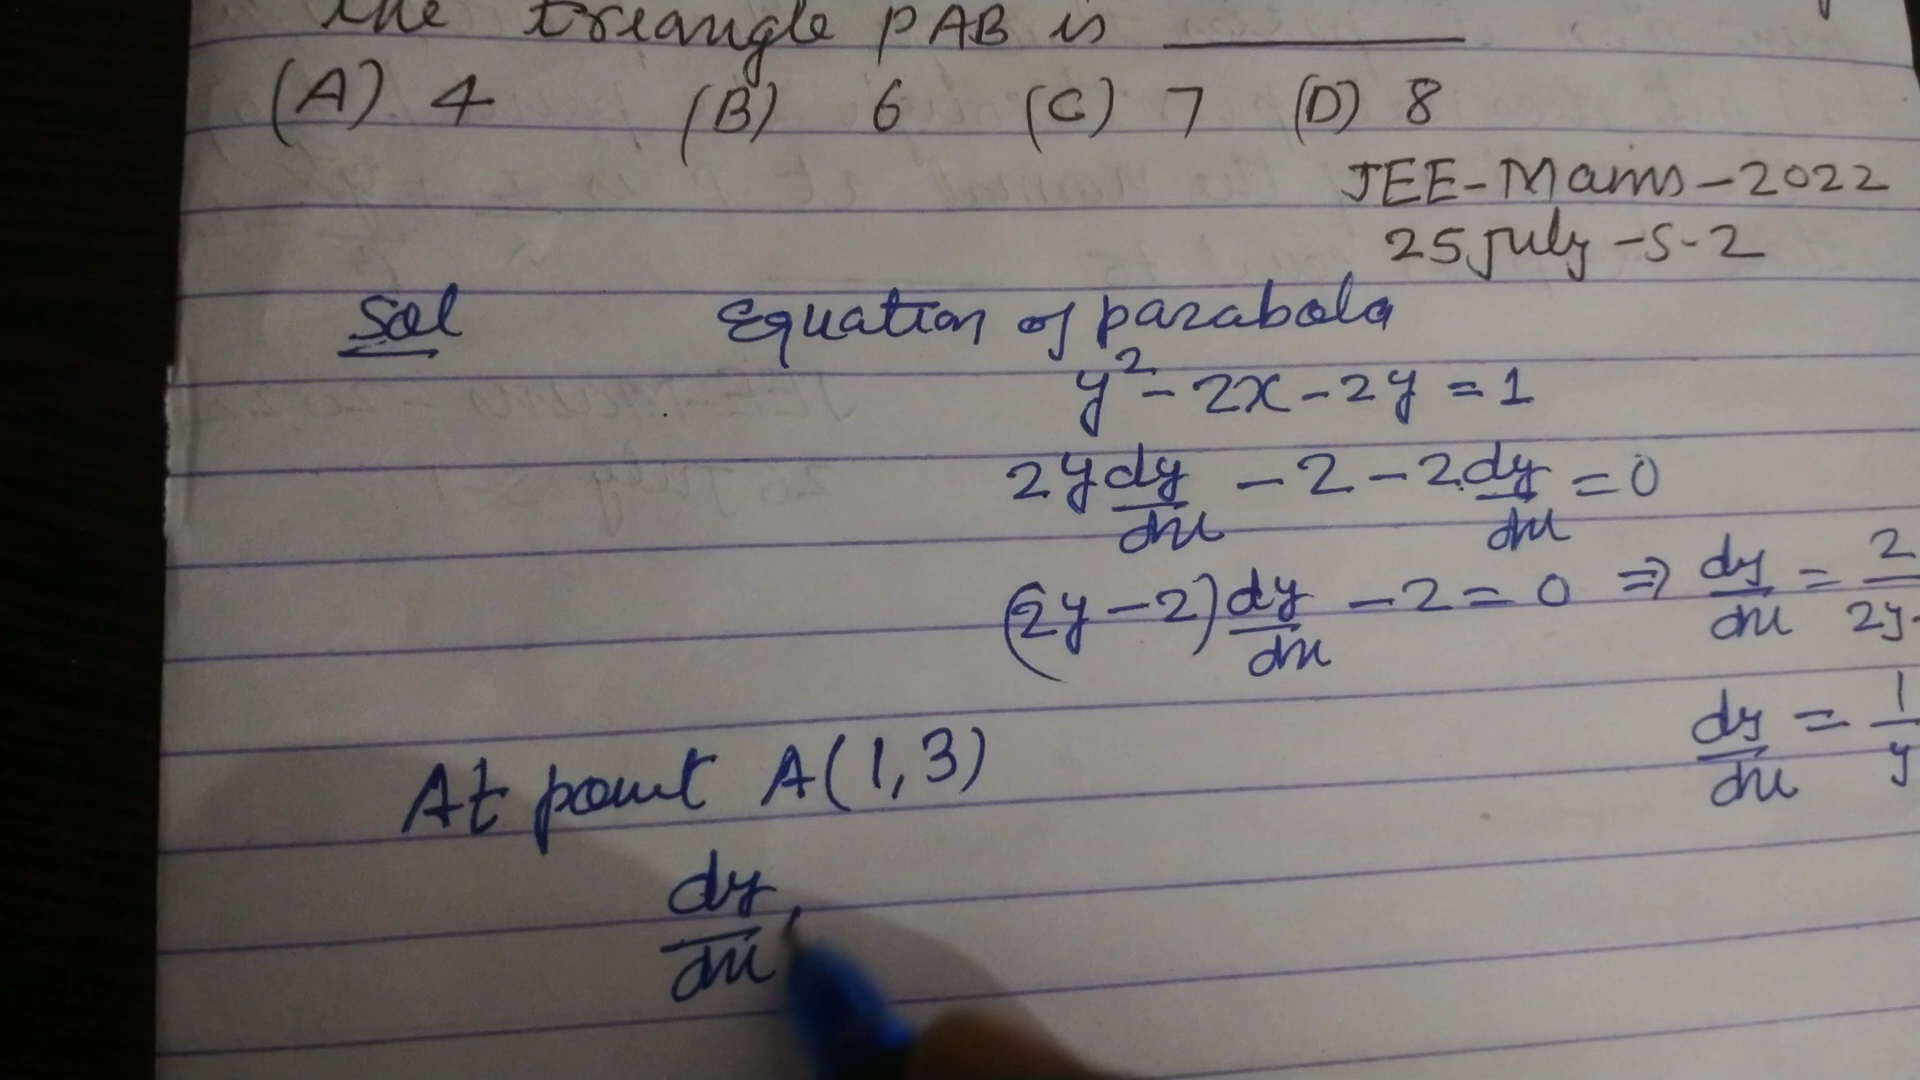 the triangle PAB is ________
(A) 4 (B) 6 (C) 7 (D) 8
JEE-Mains-2022
25 July -S-2
Sol Equation of parabola
y² - 2x - 2y = 1
2y dy/dx - 2 - 2 dy/dx = 0
(2y - 2) dy/dx - 2 = 0 ⇒ dy/dx = 2/2y-
dy/dx = 1/y
At point A(1,3)
dy/dx